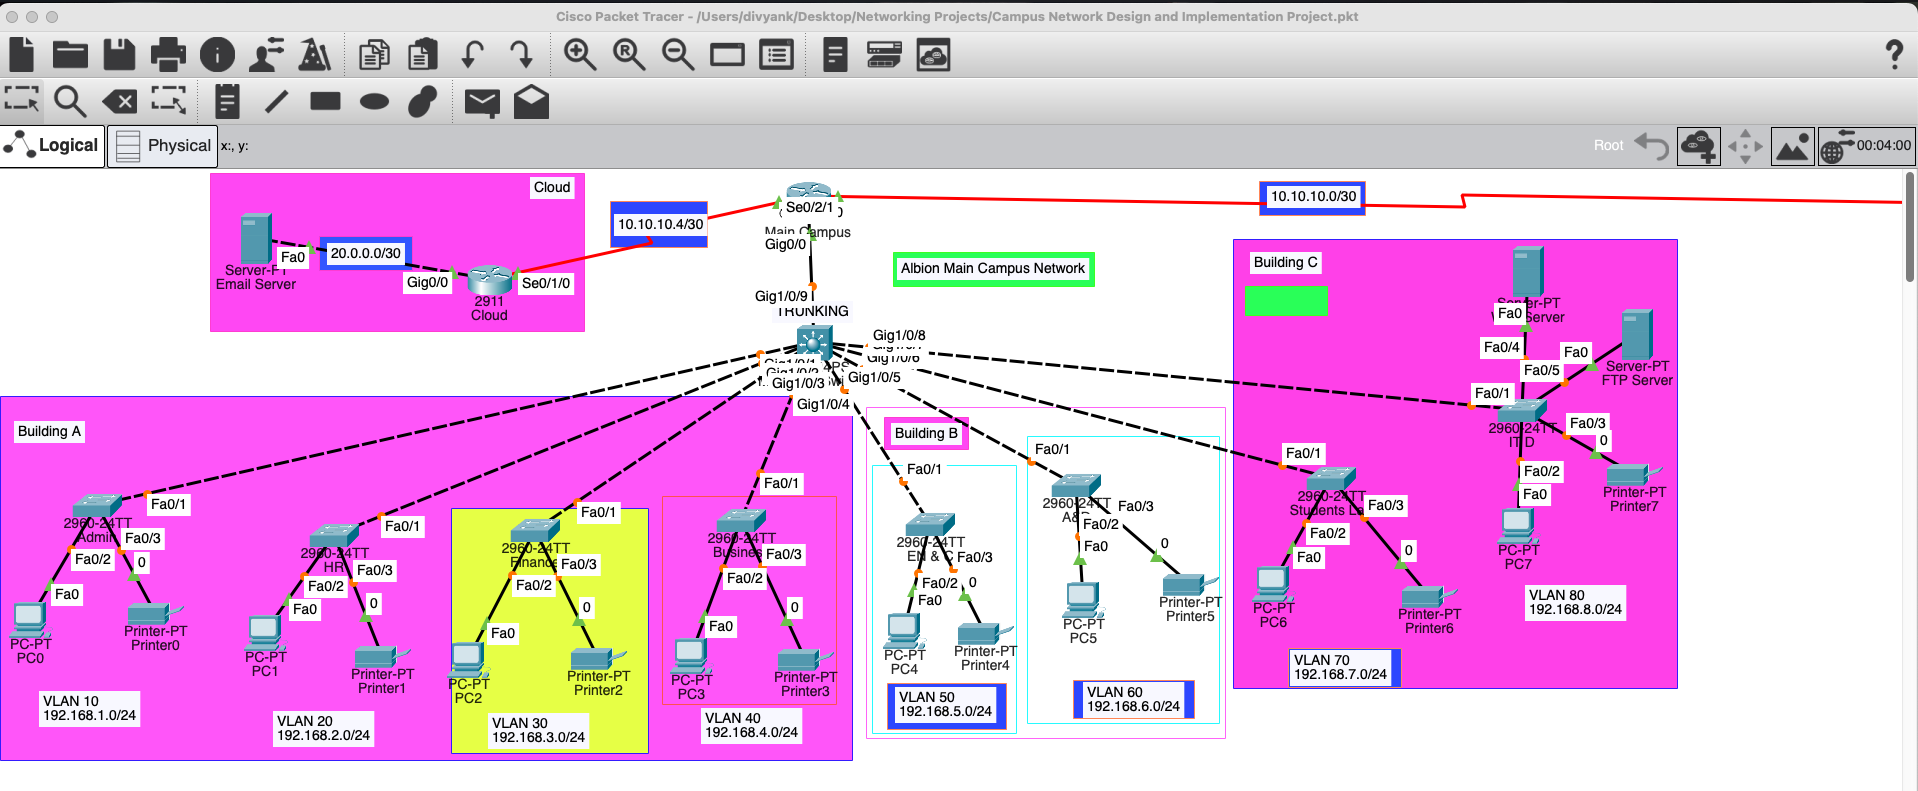 Cisco Packet Tracer - /Users/divyank/Desktop/Networking Projects/Campus Network Design and Implementation Project.pkt
Logical
Physical
x:, y:
Root
00:04:00
Cloud
Fa0
20.0.0.0/30
Server-PT
Email Server
Gig0/0
Se0/1/0
2911
Cloud
10.10.10.4/30
Se0/2/1
Main Campus
Gig0/0
10.10.10.0/30
Albion Main Campus Network
Gig1/0/9
TRUNKING
Gig1/0/8
Gig1/0/6
Gig1/0/5
Gig1/0/1
Gig1/0/2
Gig1/0/3
Gig1/0/4
Building A
Fa0/1
2960-24TT
Admin
Fa0/3
Fa0/2
0
Fa0
PC-PT
PC0
Printer-PT
Printer0
VLAN 10
192.168.1.0/24
Fa0/1
2960-24TT
HR
Fa0/3
Fa0/2
Fa0
0
PC-PT
PC1
Printer-PT
Printer1
VLAN 20
192.168.2.0/24
Fa0/1
2960-24TT
Finance
Fa0/3
Fa0/2
0
Fa0
PC-PT
PC2
Printer-PT
Printer2
VLAN 30
192.168.3.0/24
Fa0/1
2960-24TT
Busines
Fa0/3
Fa0/2
0
Fa0
PC-PT
PC3
Printer-PT
Printer3
VLAN 40
192.168.4.0/24
Building B
Fa0/1
2960-24TT
EN & C
Fa0/3
Fa0/2
0
Fa0
PC-PT
PC4
Printer-PT
Printer4
VLAN 50
192.168.5.0/24
Fa0/1
2960-24TT
A&D
Fa0/3
Fa0/2
Fa0
0
PC-PT
PC5
Printer-PT
Printer5
VLAN 60
192.168.6.0/24
Building C
Server-PT
Server
Fa0
Fa0/4
Fa0
Fa0/5
Server-PT
FTP Server
Fa0/1
2960-24TT
IT D
Fa0/3
0
Fa0/2
Fa0
Printer-PT
Printer7
PC-PT
PC7
VLAN 80
192.168.8.0/24
Fa0/1
2960-24TT
Students La
Fa0/3
Fa0/2
Fa0
0
PC-PT
PC6
Printer-PT
Printer6
VLAN 70
192.168.7.0/24